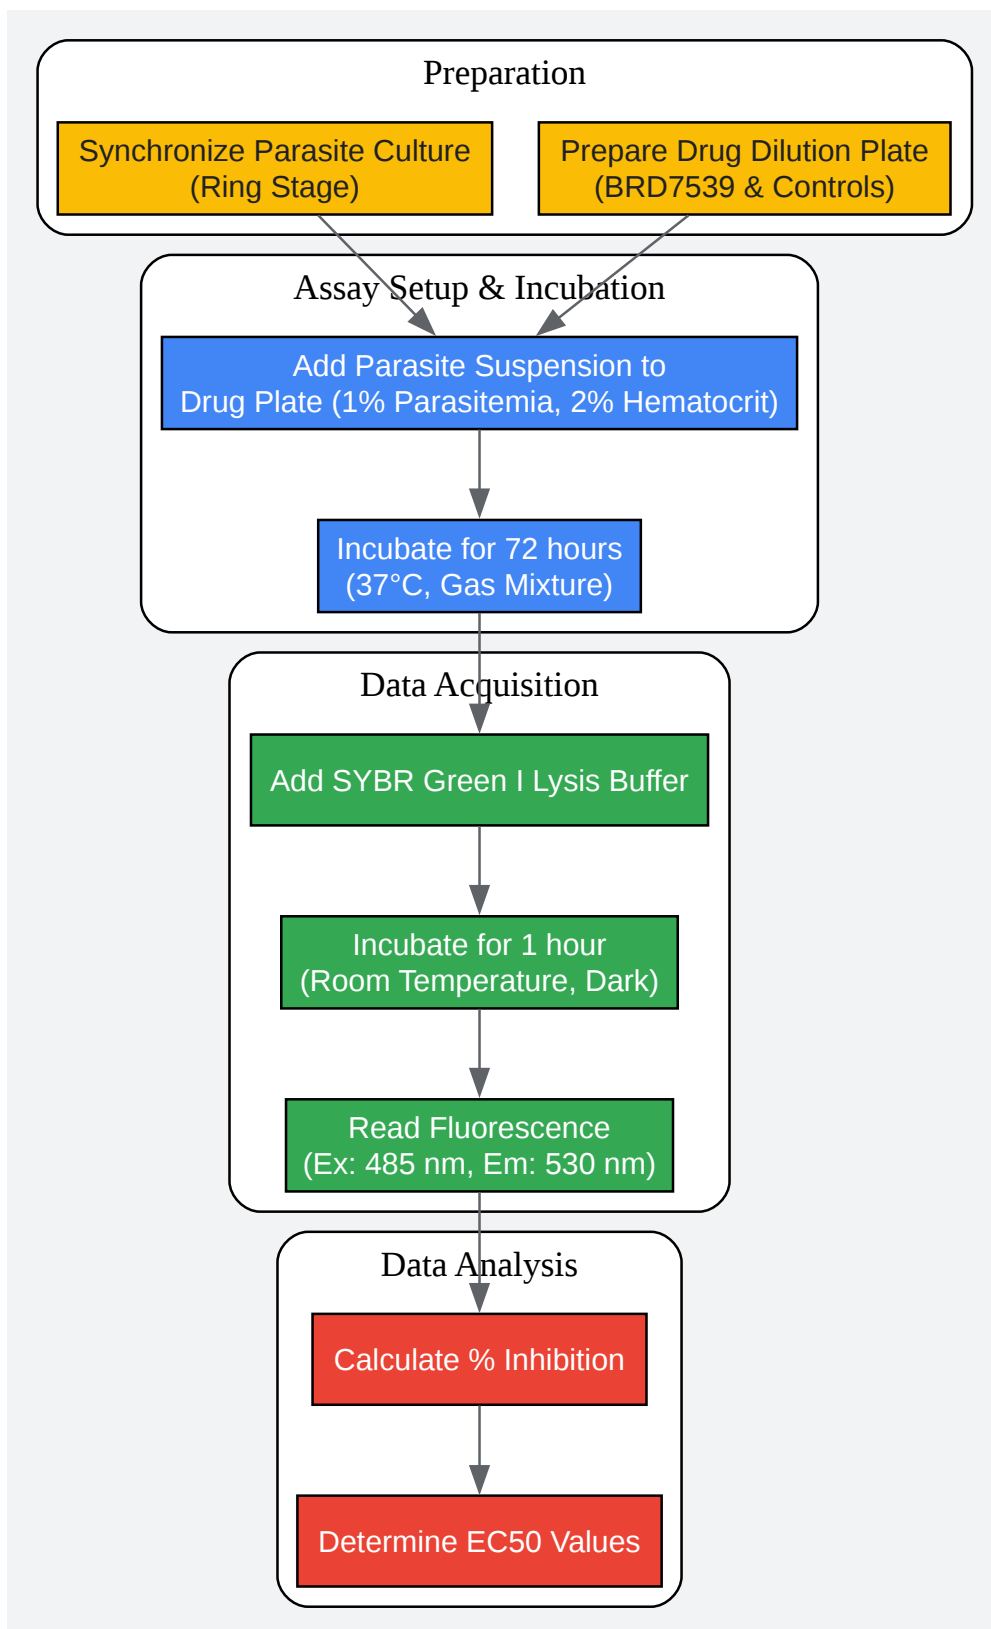 Preparation
Synchronize Parasite Culture
(Ring Stage)
Prepare Drug Dilution Plate
(BRD7539 & Controls)
Assay Setup & Incubation
Add Parasite Suspension to
Drug Plate (1% Parasitemia, 2% Hematocrit)
Incubate for 72 hours
(37°C, Gas Mixture)
Data Acquisition
Add SYBR Green I Lysis Buffer
Incubate for 1 hour
(Room Temperature, Dark)
Read Fluorescence
(Ex: 485 nm, Em: 530 nm)
Data Analysis
Calculate % Inhibition
Determine EC50 Values